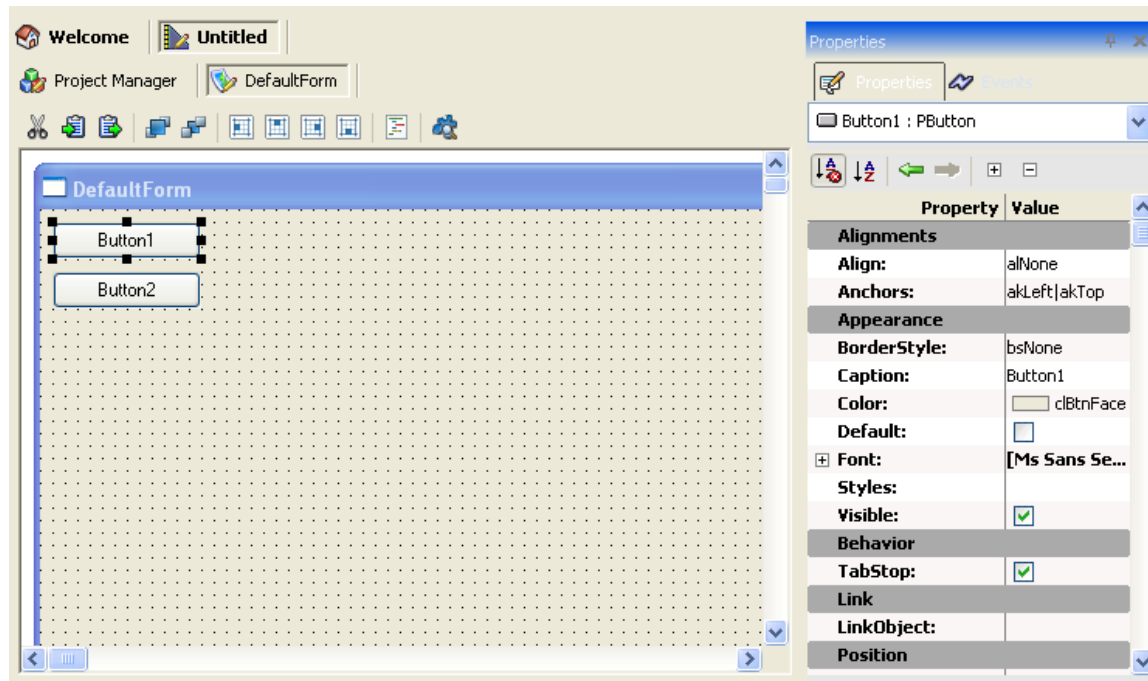 Welcome
Untitled
Project Manager
DefaultForm
DefaultForm
Button1
Button2
Properties
Properties
Events
Button1 : PButton
Property Value
Alignments
Align: alNone
Anchors: akLeft|akTop
Appearance
BorderStyle: bsNone
Caption: Button1
Color: clBtnFace
Default:
Font: [Ms Sans Se...
Styles:
Visible:
Behavior
TabStop:
Link
LinkObject:
Position